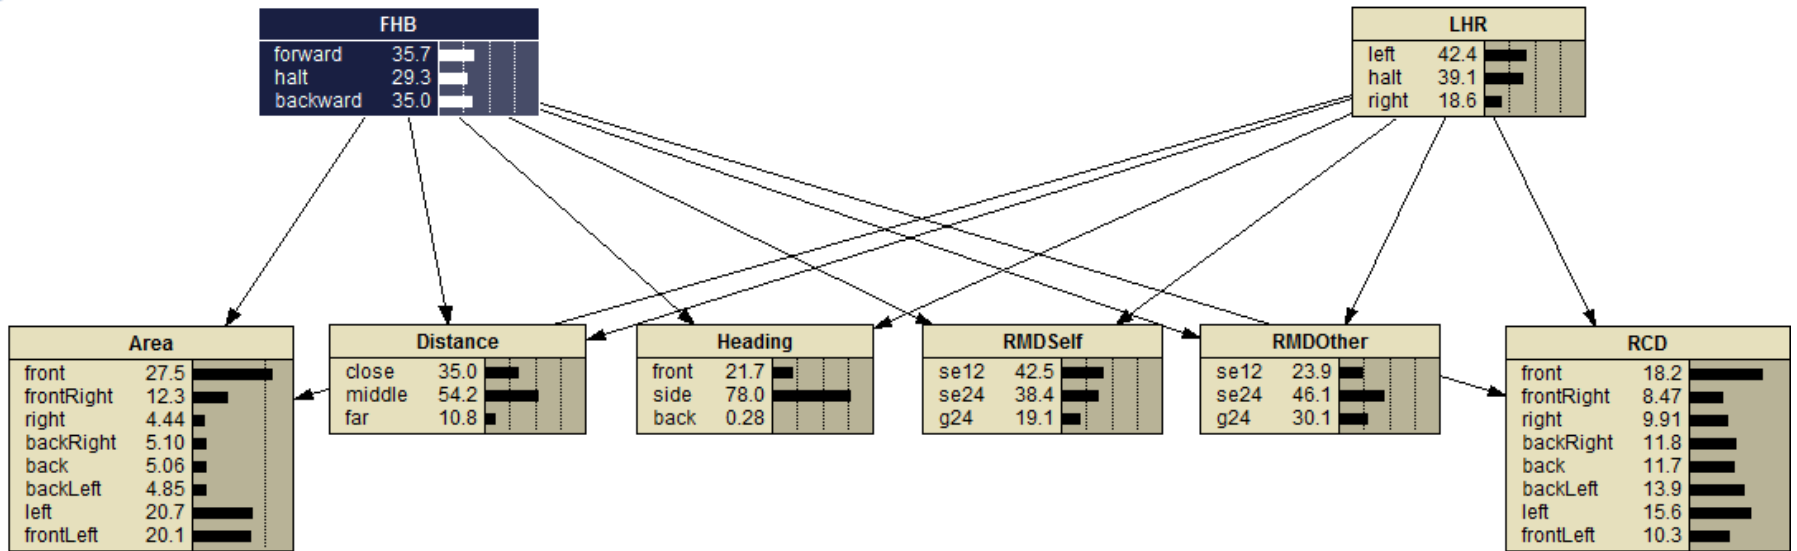 FHB
forward 35.7
halt 29.3
backward 35.0
LHR
left 42.4
halt 39.1
right 18.6
Area
front 27.5
frontRight 12.3
right 4.44
backRight 5.10
back 5.06
backLeft 4.85
left 20.7
frontLeft 20.1
Distance
close 35.0
middle 54.2
far 10.8
Heading
front 21.7
side 78.0
back 0.28
RMDSelf
se12 42.5
se24 38.4
g24 19.1
RMDOther
se12 23.9
se24 46.1
g24 30.1
RCD
front 18.2
frontRight 8.47
right 9.91
backRight 11.8
back 11.7
backLeft 13.9
left 15.6
frontLeft 10.3